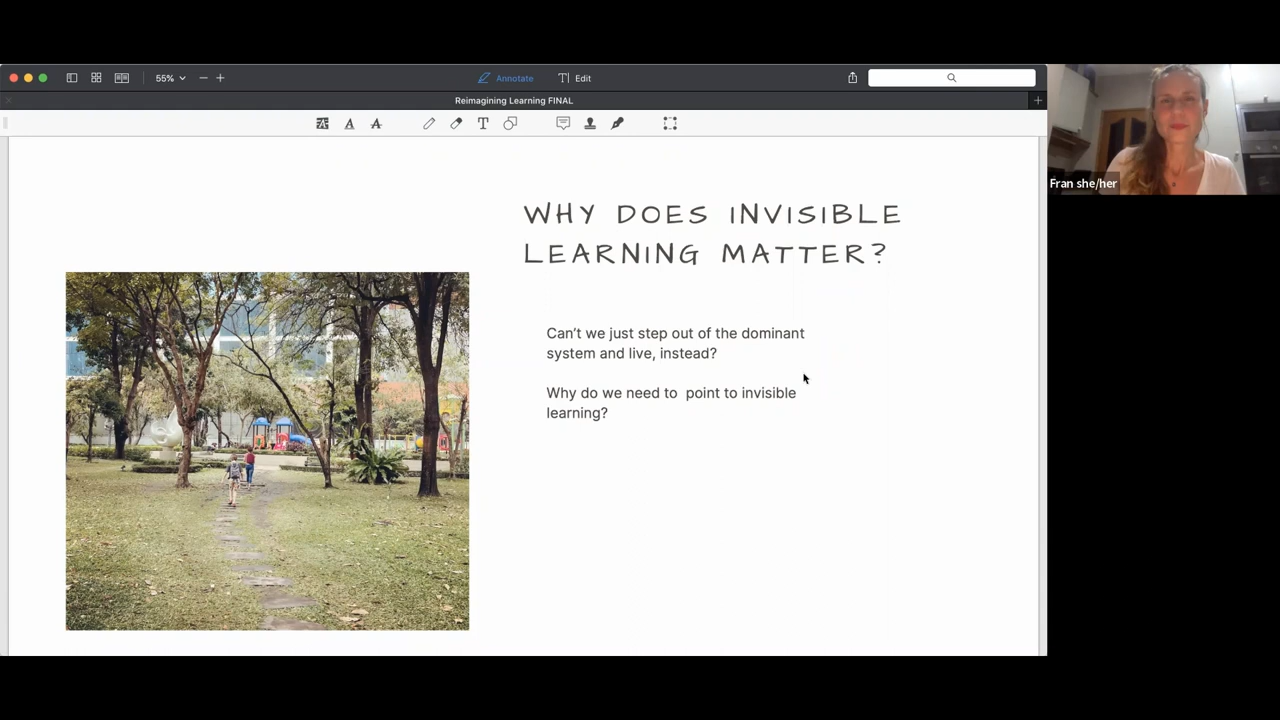 55%
Annotate
T Edit
Reimagining Learning FINAL
WHY DOES INVISIBLE
LEARNING MATTER?
Can't we just step out of the dominant
system and live, instead?
Why do we need to  point to invisible
learning?
Fran she/her